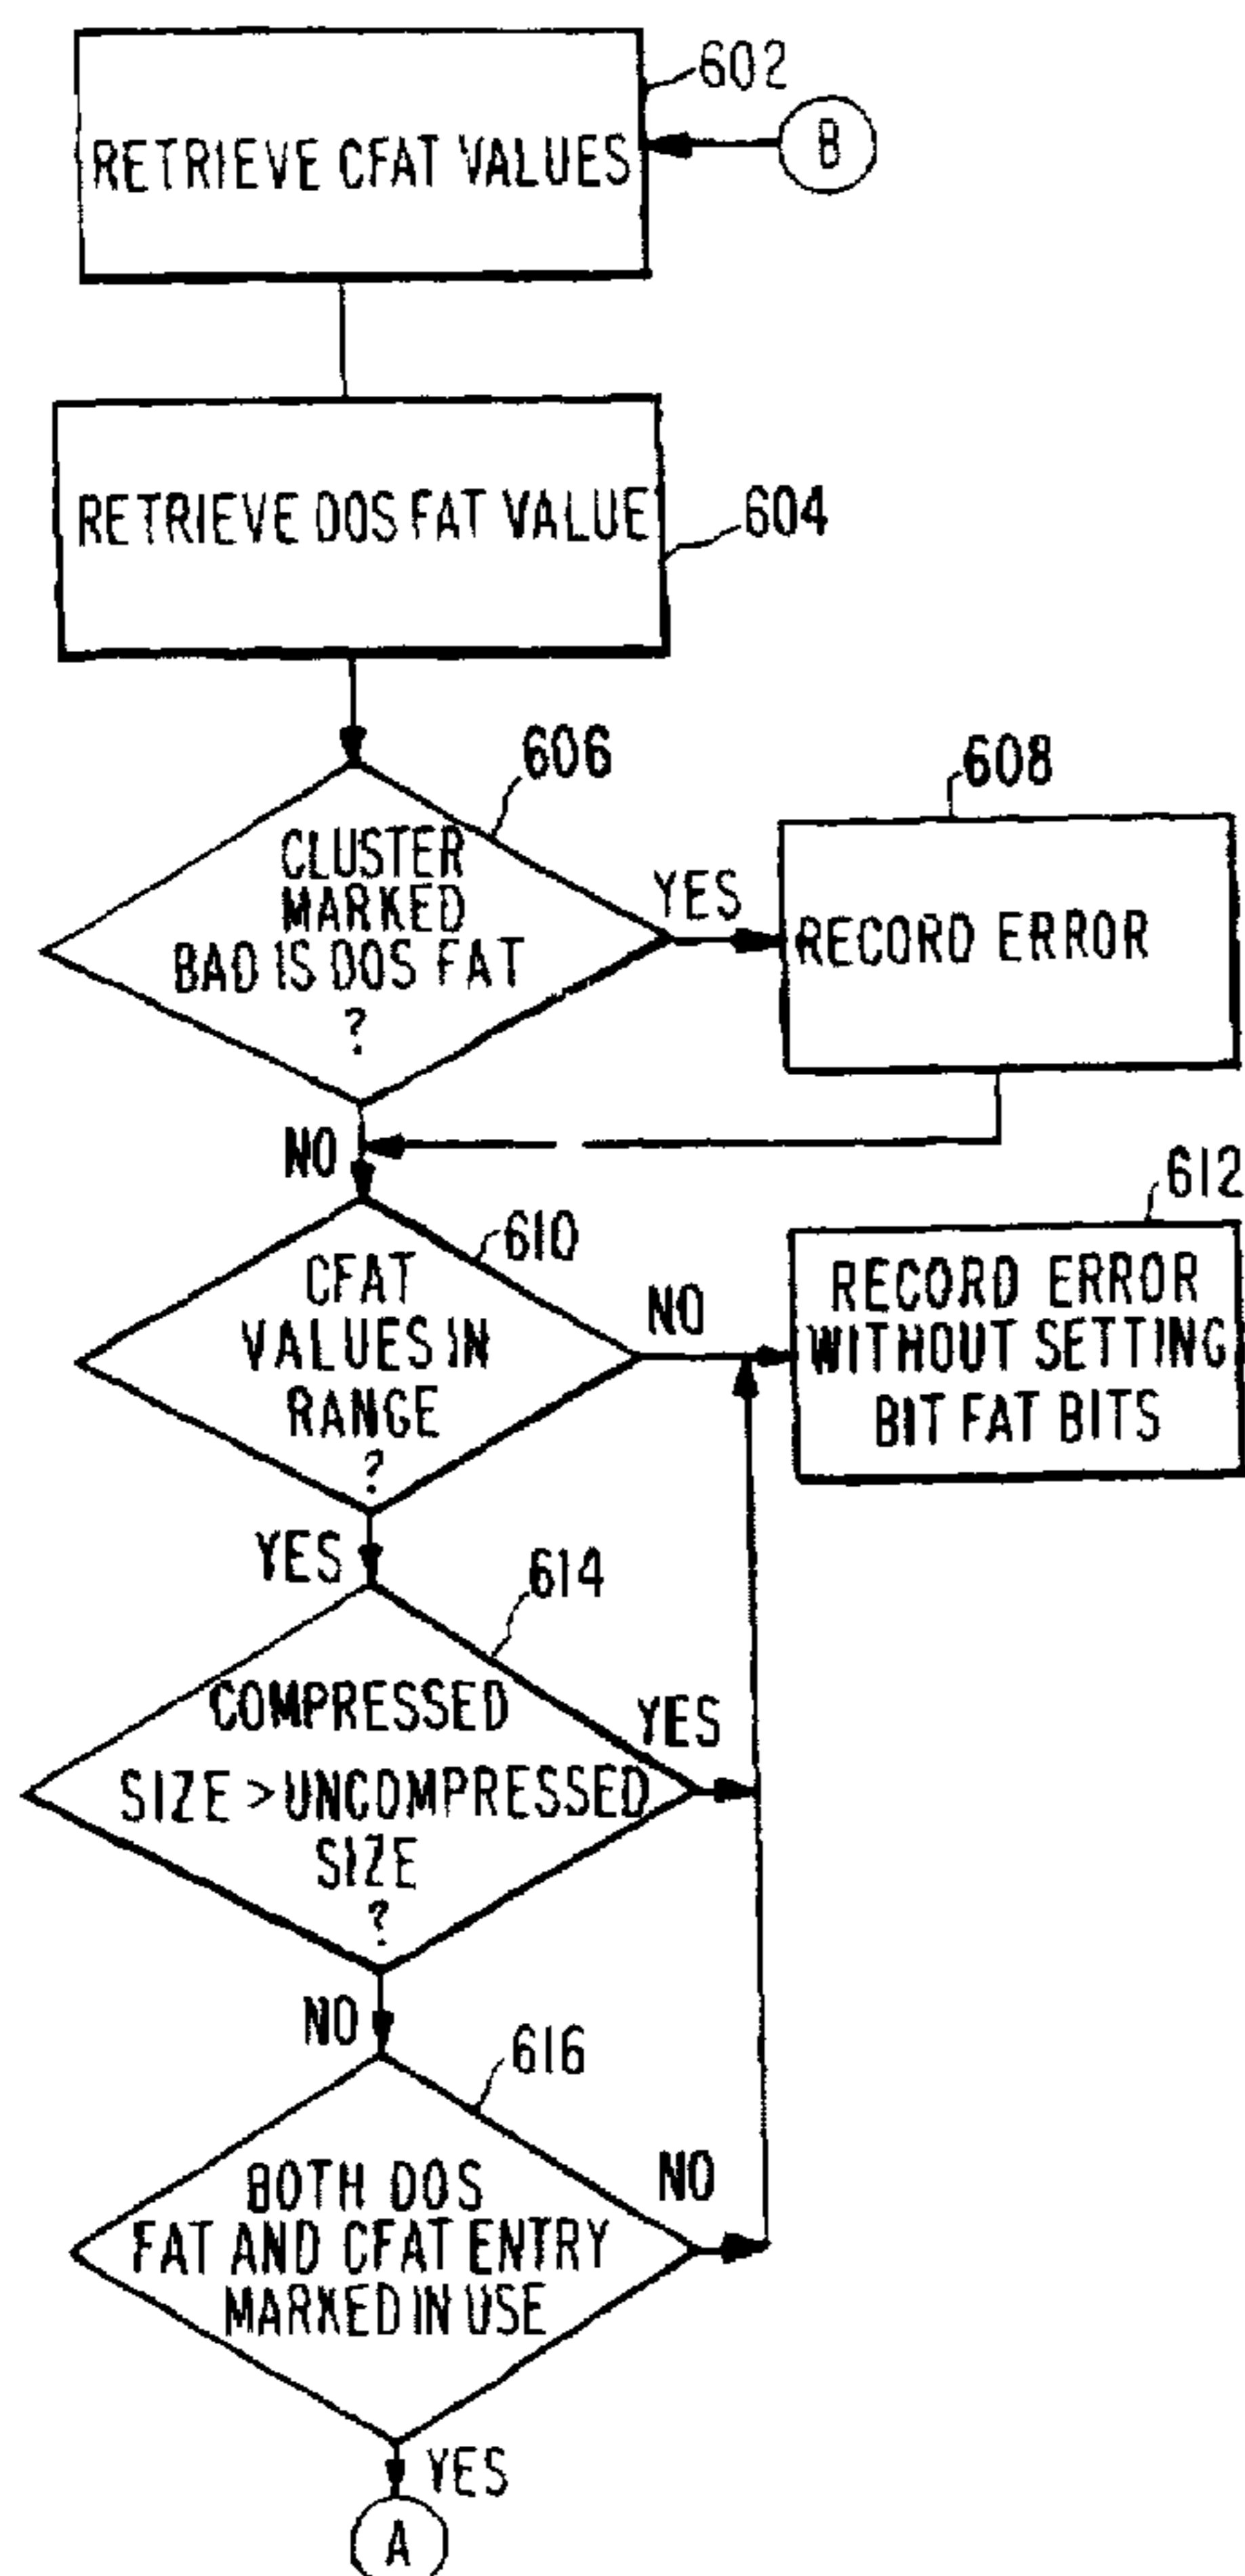 602
B
RETRIEVE CFAT VALUES
RETRIEVE DOS FAT VALUE
604
606
CLUSTER
MARKED
BAD IS DOS FAT
?
YES
608
RECORD ERROR
NO
610
CFAT
VALUES IN
RANGE
?
NO
612
RECORD ERROR
WITHOUT SETTING
BIT FAT BITS
YES
614
COMPRESSED
SIZE > UNCOMPRESSED
SIZE
?
YES
NO
616
BOTH DOS
FAT AND CFAT ENTRY
MARKED IN USE
NO
YES
A